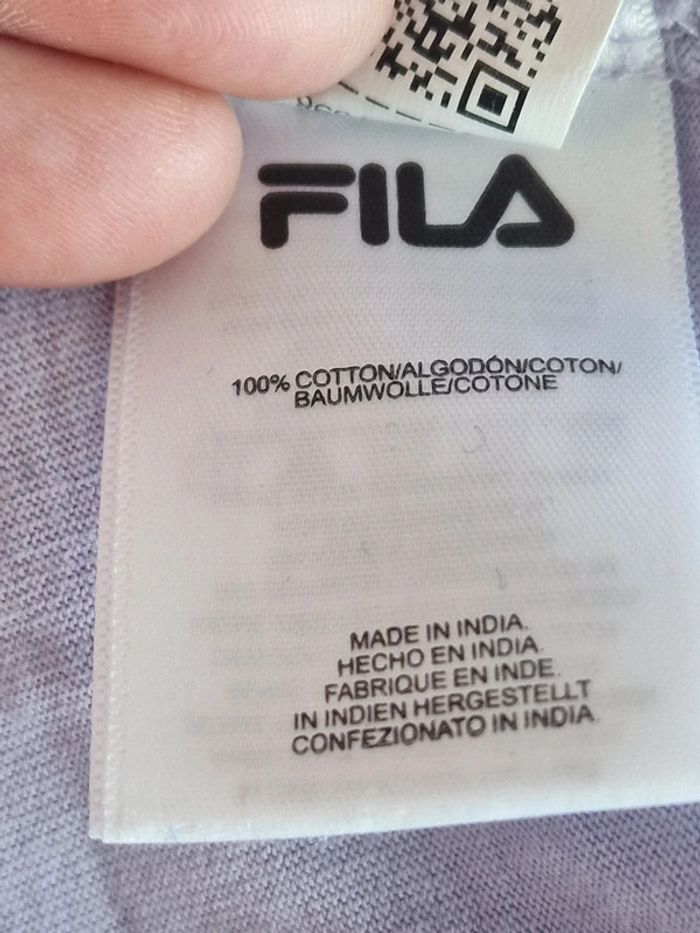 FILA
100% COTTON/ALGODÓN/COTON/
BAUMWOLLE/COTONE
MADE IN INDIA.
HECHO EN INDIA.
FABRIQUE EN INDE.
IN INDIEN HERGESTELLT
CONFEZIONATO IN INDIA.